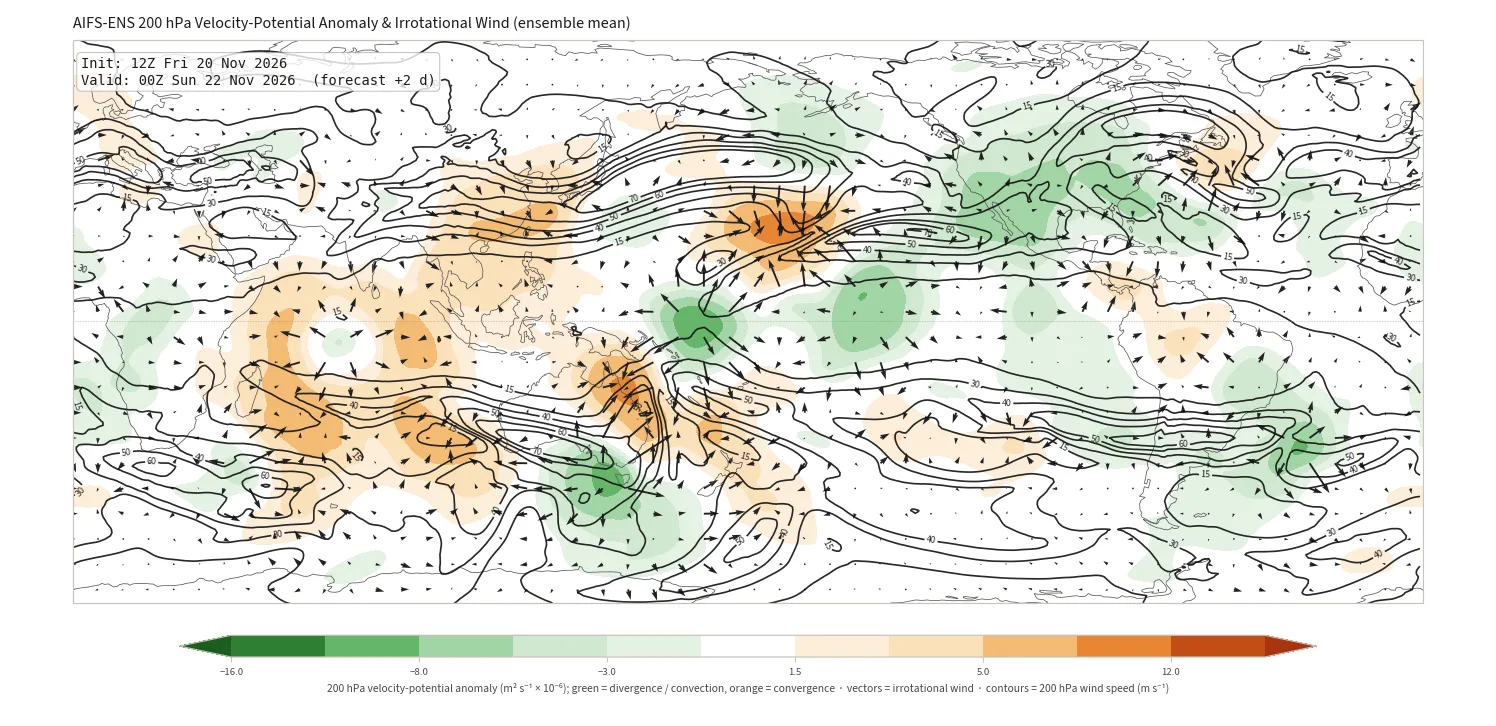 AIFS-ENS 200 hPa Velocity-Potential Anomaly & Irrotational Wind (ensemble mean)
Init: 12Z Fri 20 Nov 2026
Valid: 00Z Sun 22 Nov 2026 (forecast +2 d)
−16.0 −8.0 −3.0 1.5 5.0 12.0
200 hPa velocity-potential anomaly (m² s⁻¹ × 10⁻⁶); green = divergence / convection, orange = convergence · vectors = irrotational wind · contours = 200 hPa wind speed (m s⁻¹)